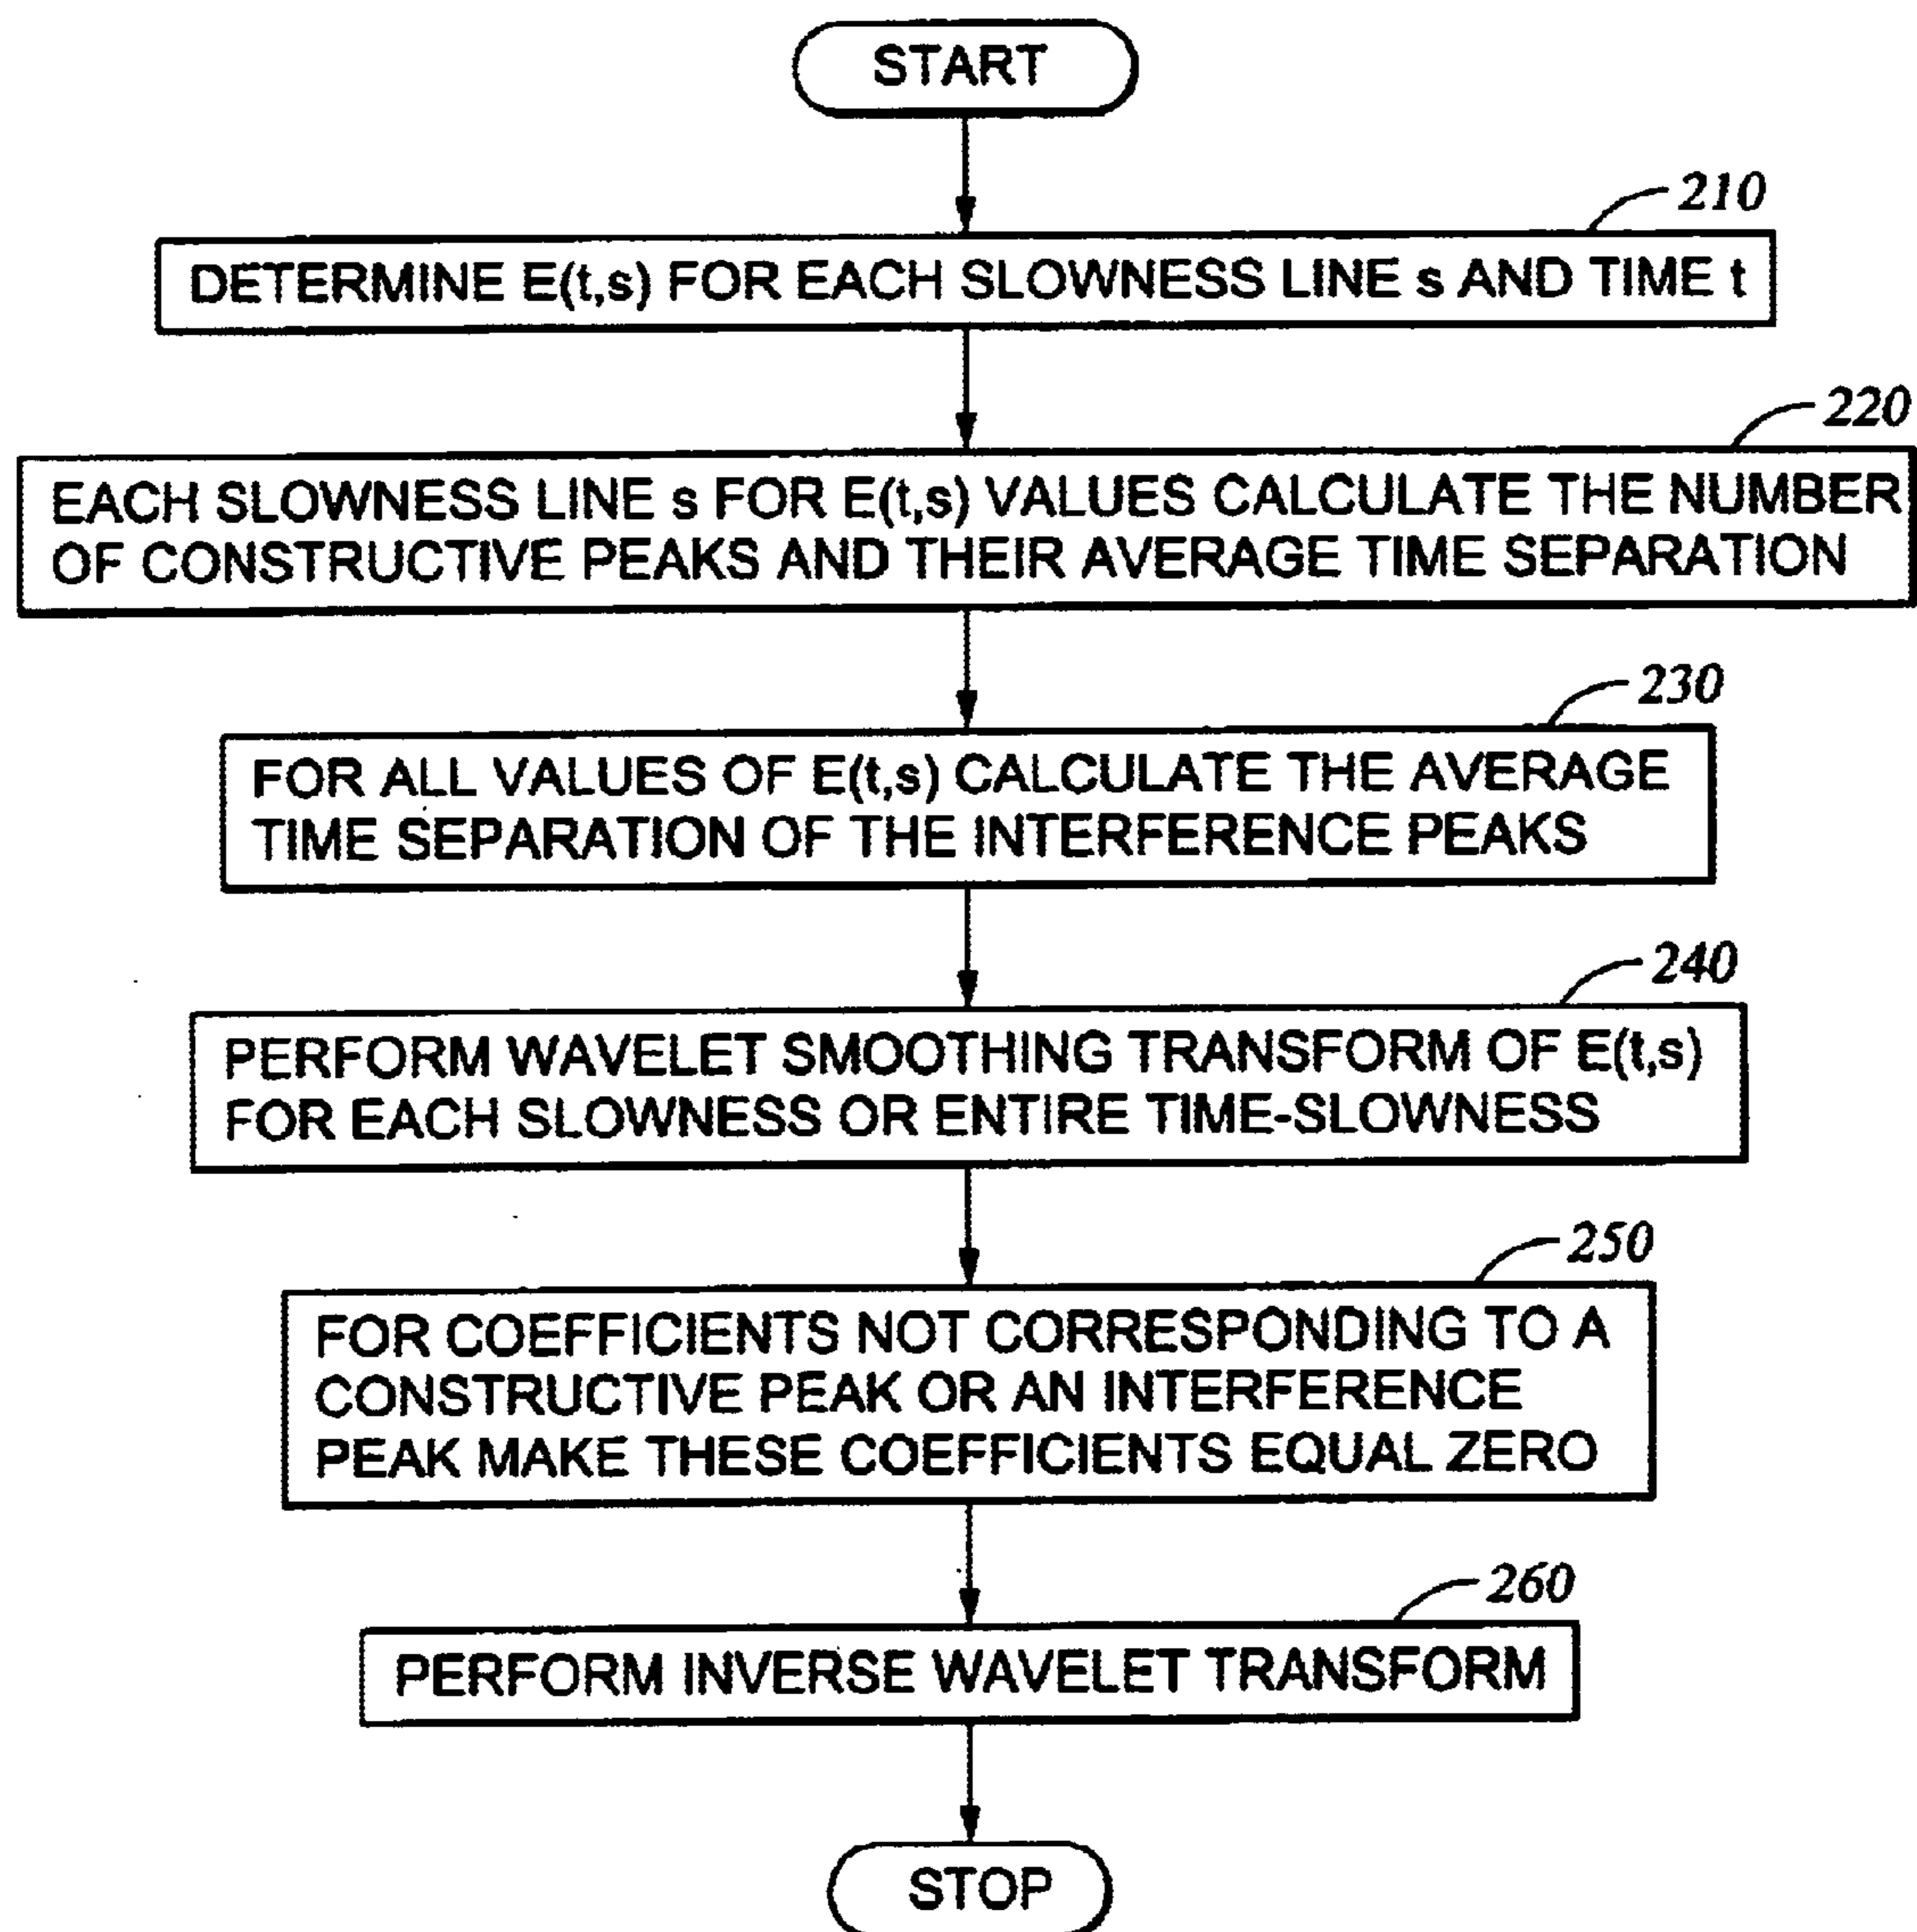 START
210
DETERMINE E(t,s) FOR EACH SLOWNESS LINE s AND TIME t
220
EACH SLOWNESS LINE s FOR E(t,s) VALUES CALCULATE THE NUMBER
OF CONSTRUCTIVE PEAKS AND THEIR AVERAGE TIME SEPARATION
230
FOR ALL VALUES OF E(t,s) CALCULATE THE AVERAGE
TIME SEPARATION OF THE INTERFERENCE PEAKS
240
PERFORM WAVELET SMOOTHING TRANSFORM OF E(t,s)
FOR EACH SLOWNESS OR ENTIRE TIME-SLOWNESS
250
FOR COEFFICIENTS NOT CORRESPONDING TO A
CONSTRUCTIVE PEAK OR AN INTERFERENCE
PEAK MAKE THESE COEFFICIENTS EQUAL ZERO
260
PERFORM INVERSE WAVELET TRANSFORM
STOP